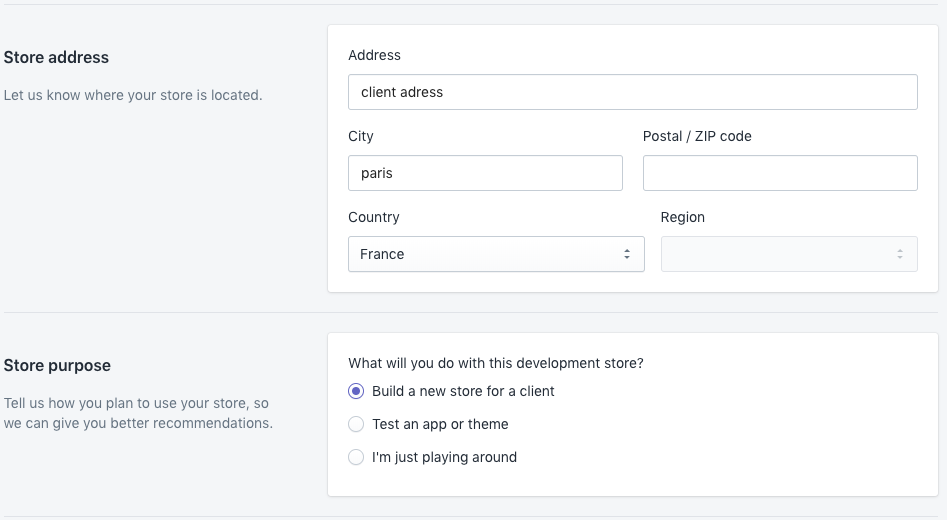 Store address
Let us know where your store is located.
Address
client adress
City
Postal / ZIP code
paris
Country
Region
France
Store purpose
Tell us how you plan to use your store, so
we can give you better recommendations.
What will you do with this development store?
Build a new store for a client
Test an app or theme
I'm just playing around